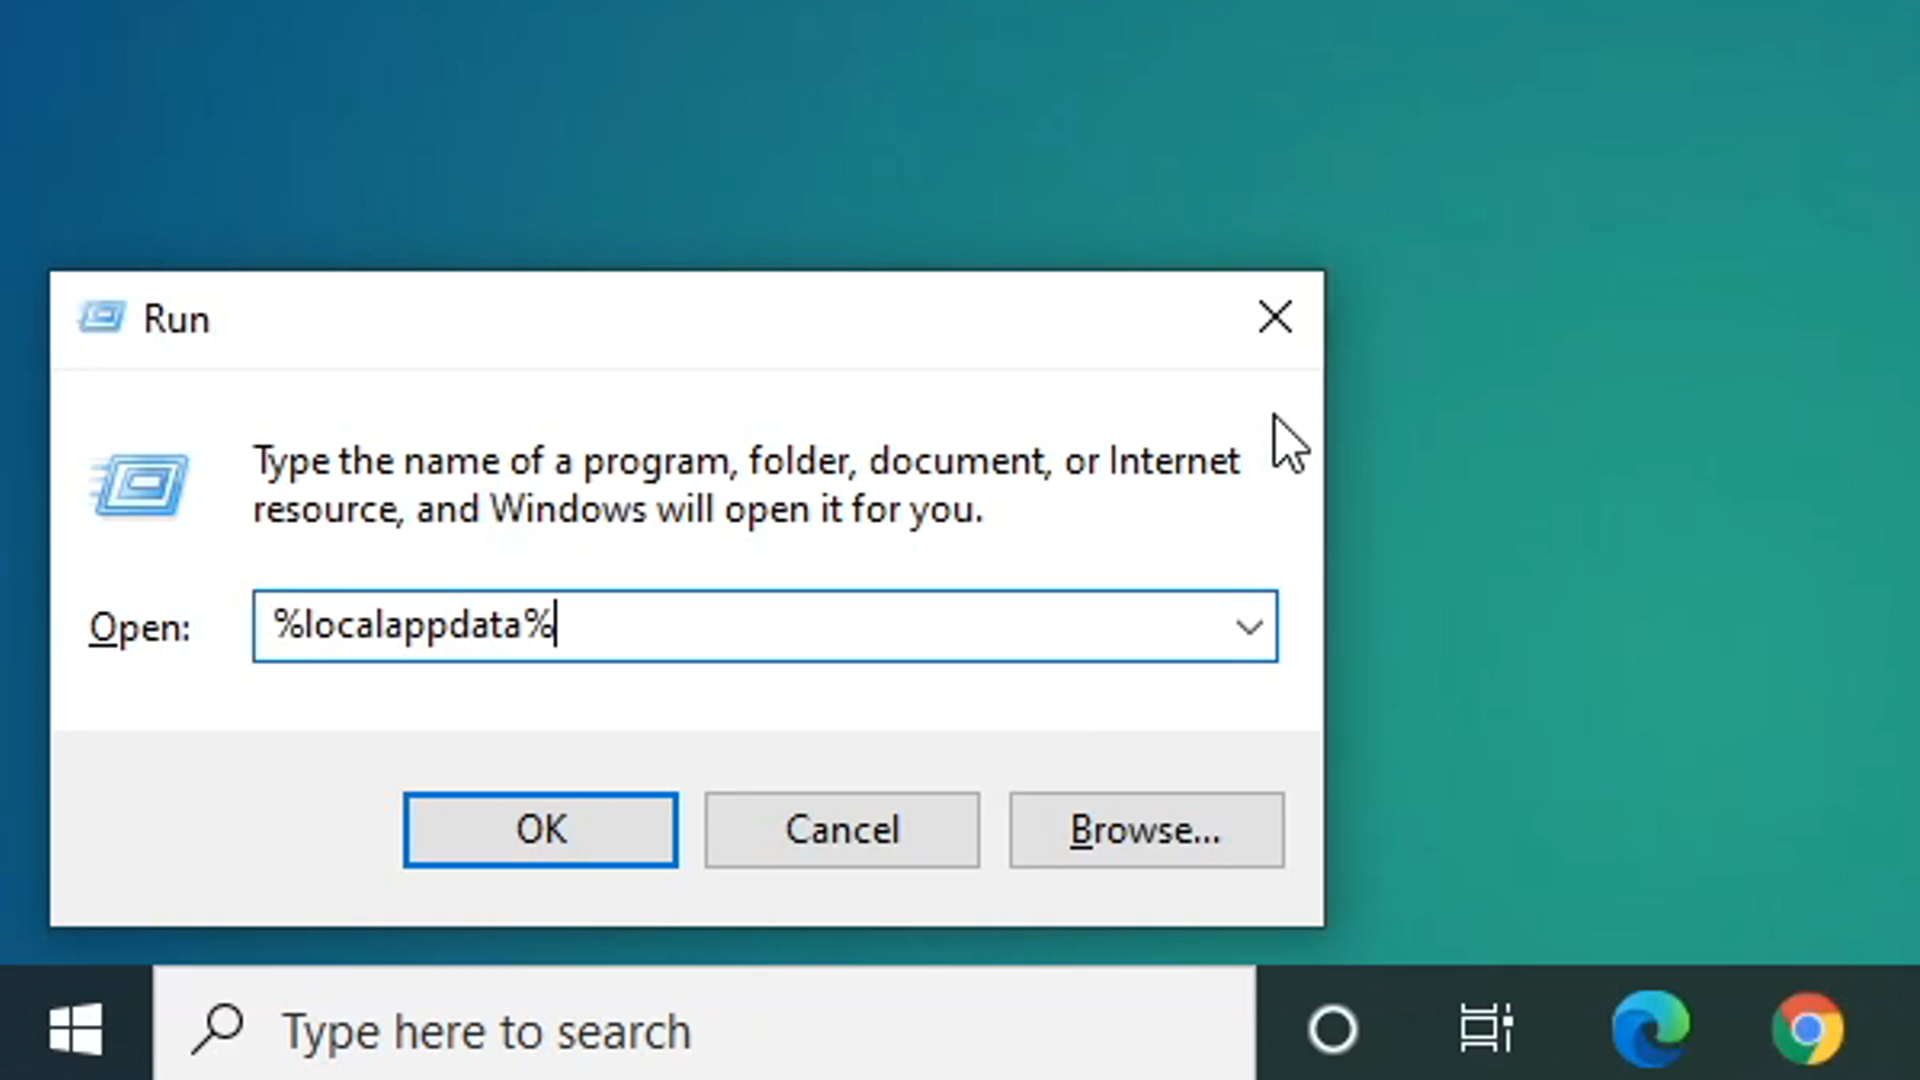 Run
Type the name of a program, folder, document, or Internet
resource, and Windows will open it for you.
Open:
%localappdata%
OK
Cancel
Browse...
Type here to search